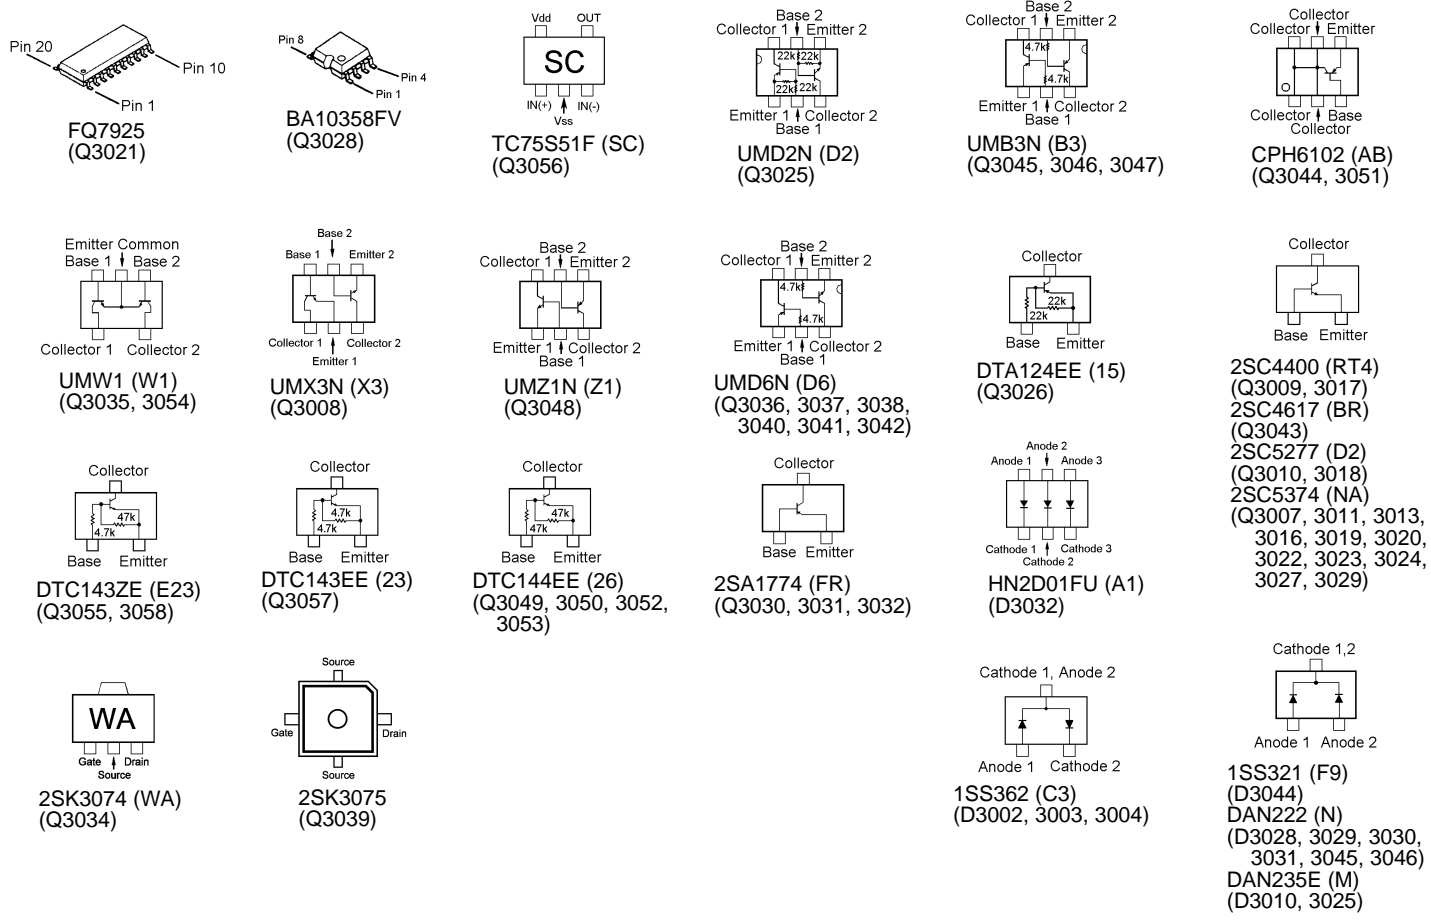 Pin 20
Pin 10
Pin 1
FQ7925
(Q3021)
Pin 8
Pin 4
Pin 1
BA10358FV
(Q3028)
Vdd OUT
SC
IN(+) IN(-)
Vss
TC75S51F (SC)
(Q3056)
Base 2
Collector 1 Emitter 2
22k 22k
22k 22k
Emitter 1 Collector 2
Base 1
UMD2N (D2)
(Q3025)
Base 2
Collector 1 Emitter 2
4.7k
4.7k
Emitter 1 Collector 2
Base 1
UMB3N (B3)
(Q3045, 3046, 3047)
Collector
Collector Emitter
Collector Base
Collector
CPH6102 (AB)
(Q3044, 3051)
Emitter Common
Base 1 Base 2
Collector 1 Collector 2
UMW1 (W1)
(Q3035, 3054)
Base 2
Base 1 Emitter 2
Collector 1 Collector 2
Emitter 1
UMX3N (X3)
(Q3008)
Base 2
Collector 1 Emitter 2
Emitter 1 Collector 2
Base 1
UMZ1N (Z1)
(Q3048)
Base 2
Collector 1 Emitter 2
4.7k
4.7k
Emitter 1 Collector 2
Base 1
UMD6N (D6)
(Q3036, 3037, 3038,
3040, 3041, 3042)
Collector
22k
22k
Base Emitter
DTA124EE (15)
(Q3026)
Collector
Base Emitter
2SC4400 (RT4)
(Q3009, 3017)
2SC4617 (BR)
(Q3043)
2SC5277 (D2)
(Q3010, 3018)
2SC5374 (NA)
(Q3007, 3011, 3013,
3016, 3019, 3020,
3022, 3023, 3024,
3027, 3029)
Collector
47k
4.7k
Base Emitter
DTC143ZE (E23)
(Q3055, 3058)
Collector
4.7k
4.7k
Base Emitter
DTC143EE (23)
(Q3057)
Collector
47k
47k
Base Emitter
DTC144EE (26)
(Q3049, 3050, 3052,
3053)
Collector
Base Emitter
2SA1774 (FR)
(Q3030, 3031, 3032)
Anode 2
Anode 1 Anode 3
Cathode 1 Cathode 3
Cathode 2
HN2D01FU (A1)
(D3032)
WA
Gate Drain
Source
2SK3074 (WA)
(Q3034)
Source
Gate Drain
Source
2SK3075
(Q3039)
Cathode 1, Anode 2
Anode 1 Cathode 2
1SS362 (C3)
(D3002, 3003, 3004)
Cathode 1,2
Anode 1 Anode 2
1SS321 (F9)
(D3044)
DAN222 (N)
(D3028, 3029, 3030,
3031, 3045, 3046)
DAN235E (M)
(D3010, 3025)